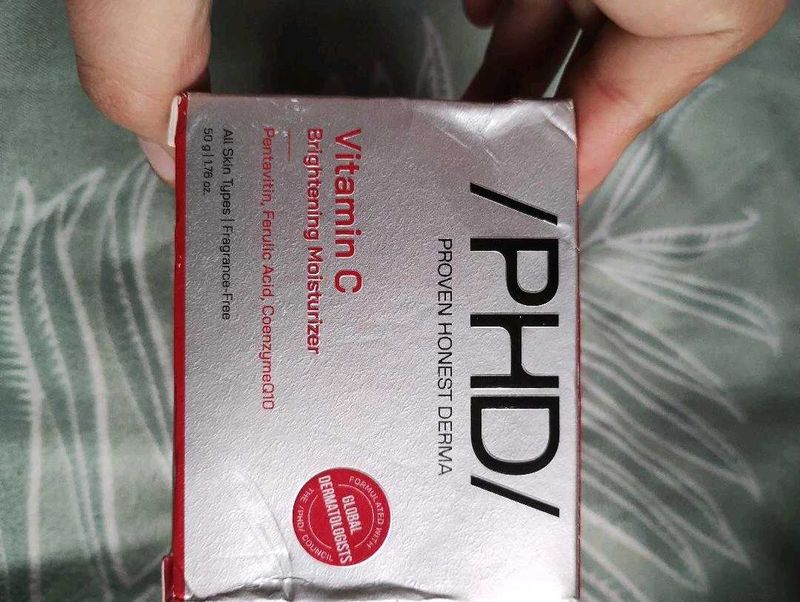 /PHD/
PROVEN HONEST DERMA
Vitamin C
Brightening Moisturizer
Pentavitin, Ferulic Acid, CoenzymeQ10
All Skin Types | Fragrance-Free
50 g | 1.76 oz.
FORMULATED WITH
GLOBAL
DERMATOLOGISTS
THE /PHD/ COUNCIL